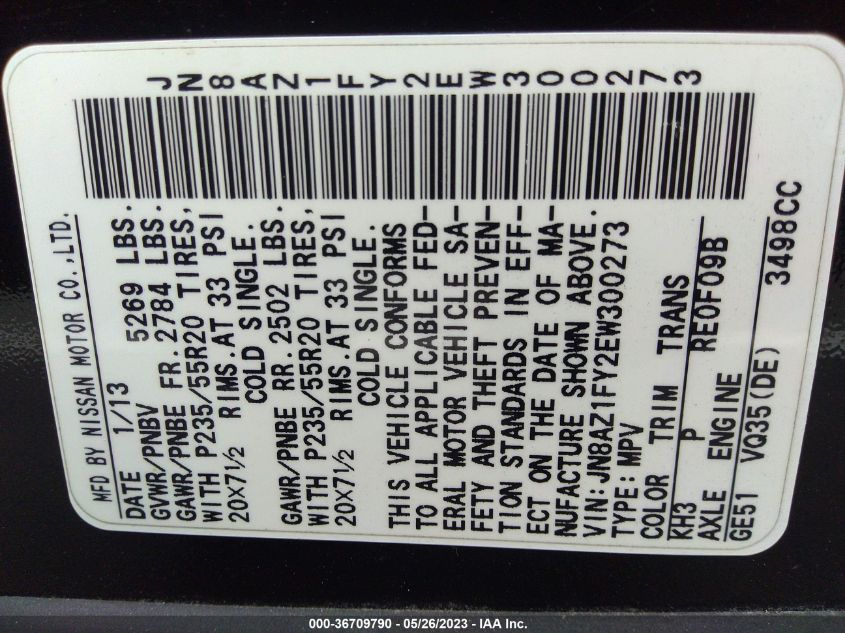 JN8AZ1FY2EW300273
MFD BY NISSAN MOTOR CO.,LTD.
DATE 1/13
GVWR/PNBV 5269 LBS.
GAWR/PNBE FR. 2784 LBS.
WITH P235/55R20 TIRES,
20X7½ RIMS.AT 33 PSI
COLD SINGLE.
GAWR/PNBE RR. 2502 LBS.
WITH P235/55R20 TIRES,
20X7½ RIMS.AT 33 PSI
COLD SINGLE.
THIS VEHICLE CONFORMS
TO ALL APPLICABLE FED-
ERAL MOTOR VEHICLE SA-
FETY AND THEFT PREVEN-
TION STANDARDS IN EFF-
ECT ON THE DATE OF MA-
NUFACTURE SHOWN ABOVE.
VIN: JN8AZ1FY2EW300273
TYPE: MPV
COLOR TRIM TRANS
KH3 P RE0F09B
AXLE ENGINE
GE51 VQ35(DE) 3498CC
000-36709790 - 05/26/2023 - IAA Inc.